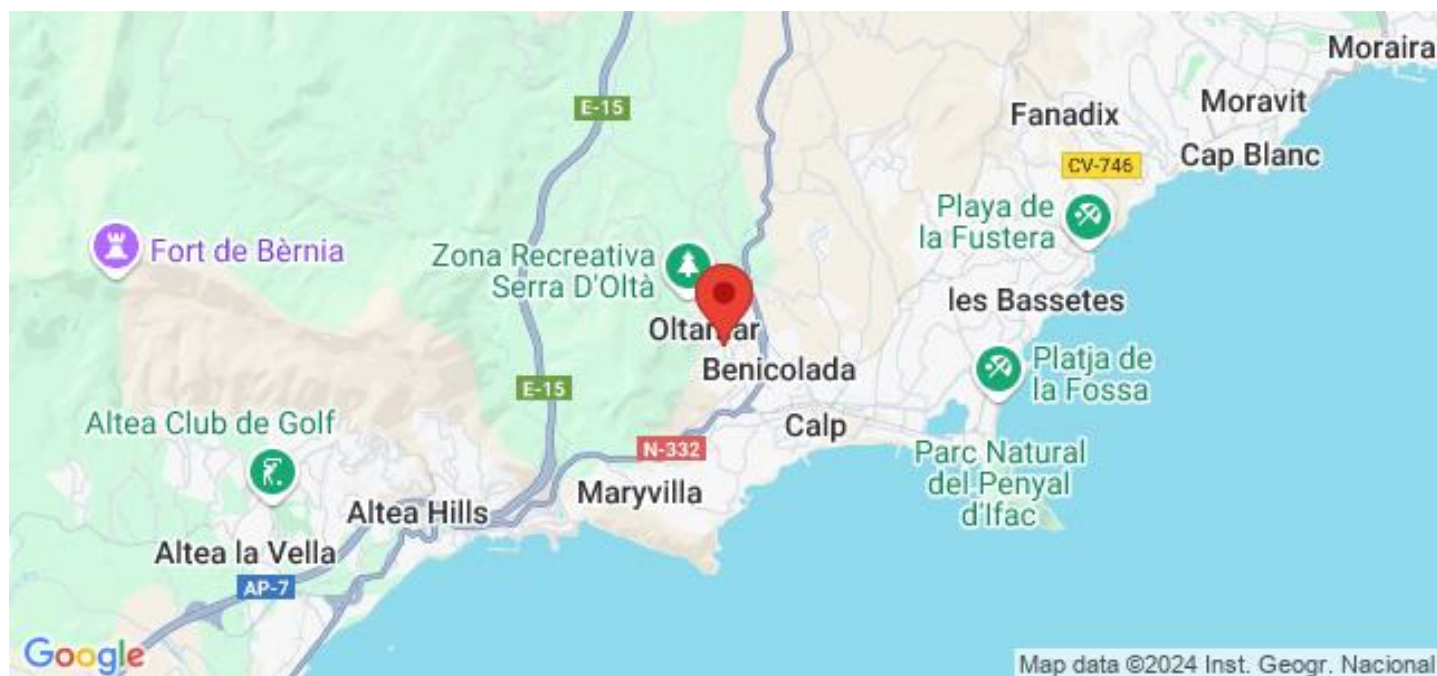 Moraira
E-15
Fanadix
Moravit
Cap Blanc
CV-746
Playa de
la Fustera
Fort de Bèrnia
Zona Recreativa
Serra D'Oltà
les Bassetes
Oltamar
Benicolada
Platja de
la Fossa
E-15
Altea Club de Golf
Calp
N-332
Parc Natural
del Penyal
d'Ifac
Maryvilla
Altea Hills
Altea la Vella
AP-7
Google
Map data ©2024 Inst. Geogr. Nacional